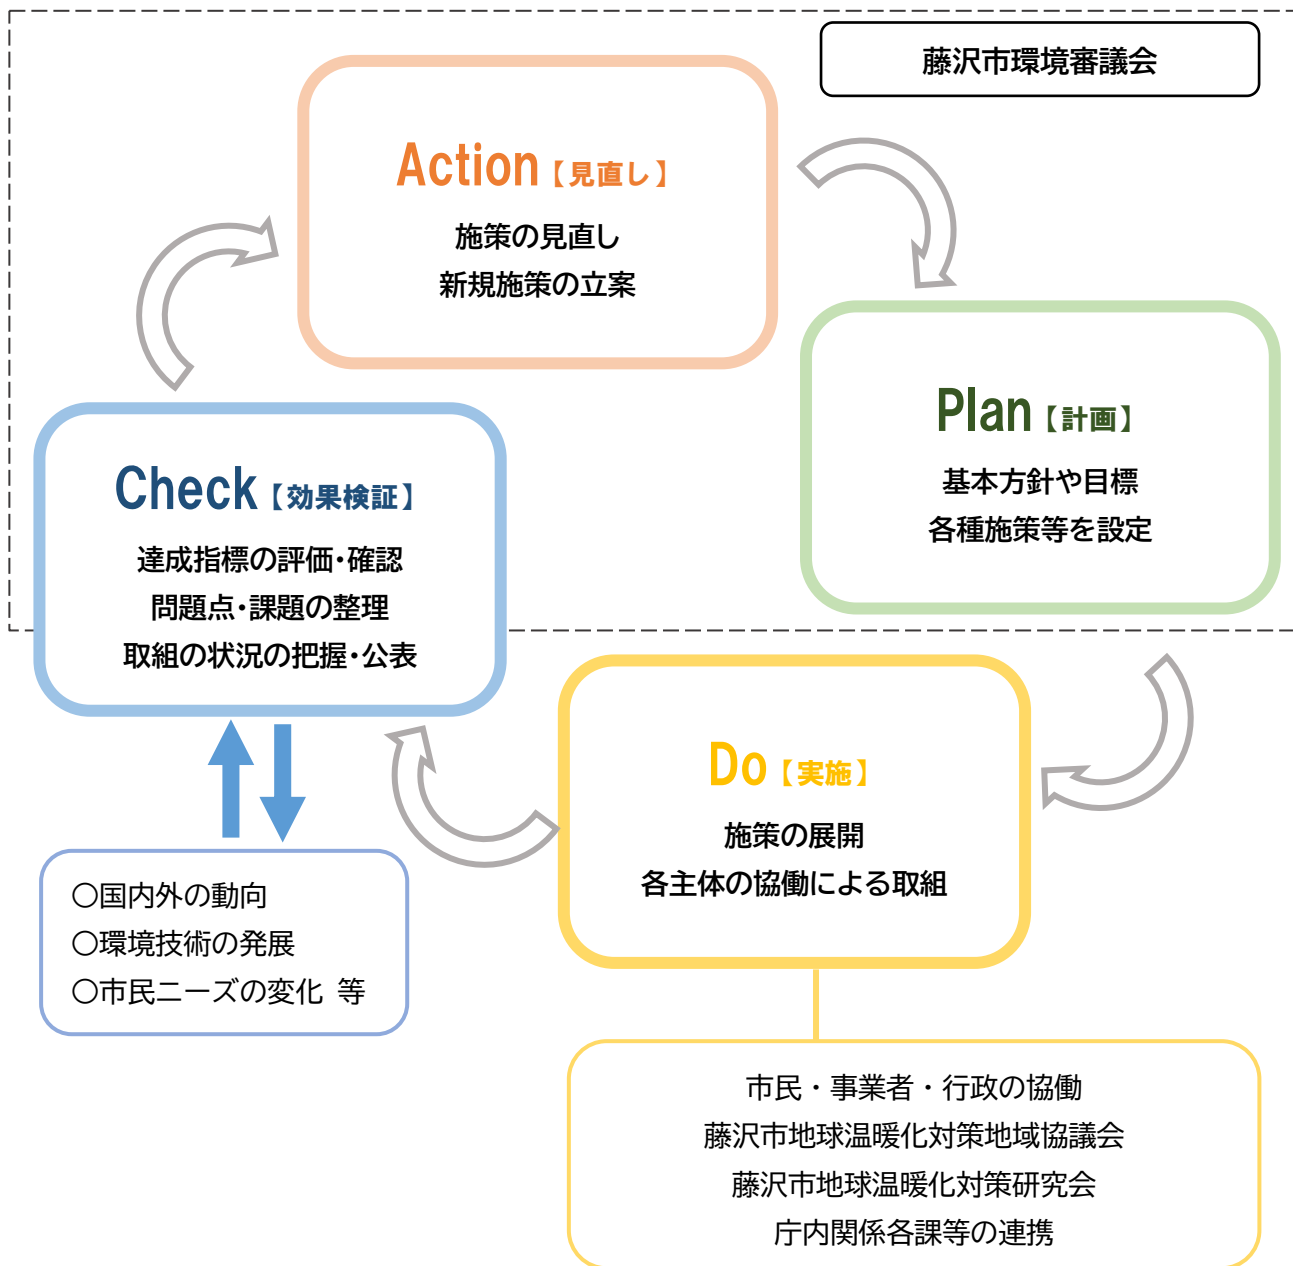 藤沢市環境審議会
Action【見直し】
施策の見直し
新規施策の立案
Plan【計画】
基本方針や目標
各種施策等を設定
Check【効果検証】
達成指標の評価・確認
問題点・課題の整理
取組の状況の把握・公表
Do【実施】
施策の展開
各主体の協働による取組
〇国内外の動向
〇環境技術の発展
〇市民ニーズの変化 等
市民・事業者・行政の協働
藤沢市地球温暖化対策地域協議会
藤沢市地球温暖化対策研究会
庁内関係各課等の連携